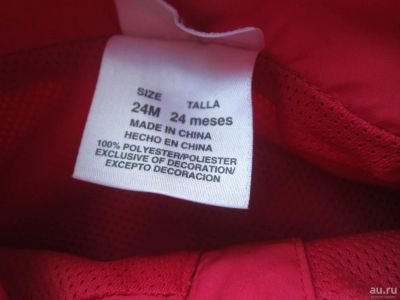 SIZE TALLA
24M 24 meses
MADE IN CHINA
HECHO EN CHINA
100% POLYESTER/POLIESTER
EXCLUSIVE OF DECORATION/
EXCEPTO DECORACION
au.ru